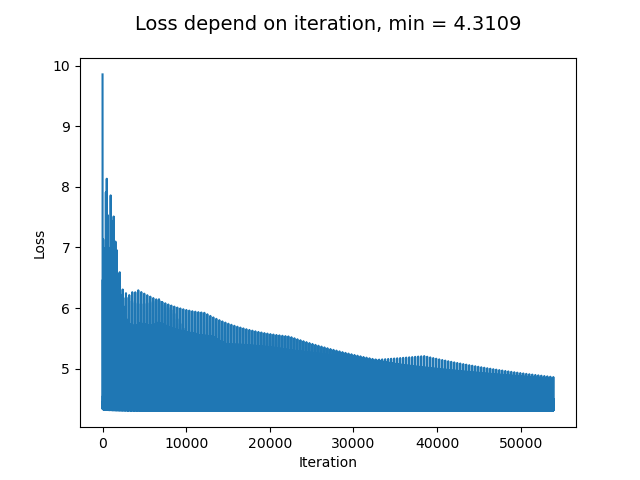 Loss depend on iteration, min = 4.3109
10
9
8
7
6
5
Loss
0 10000 20000 30000 40000 50000
Iteration